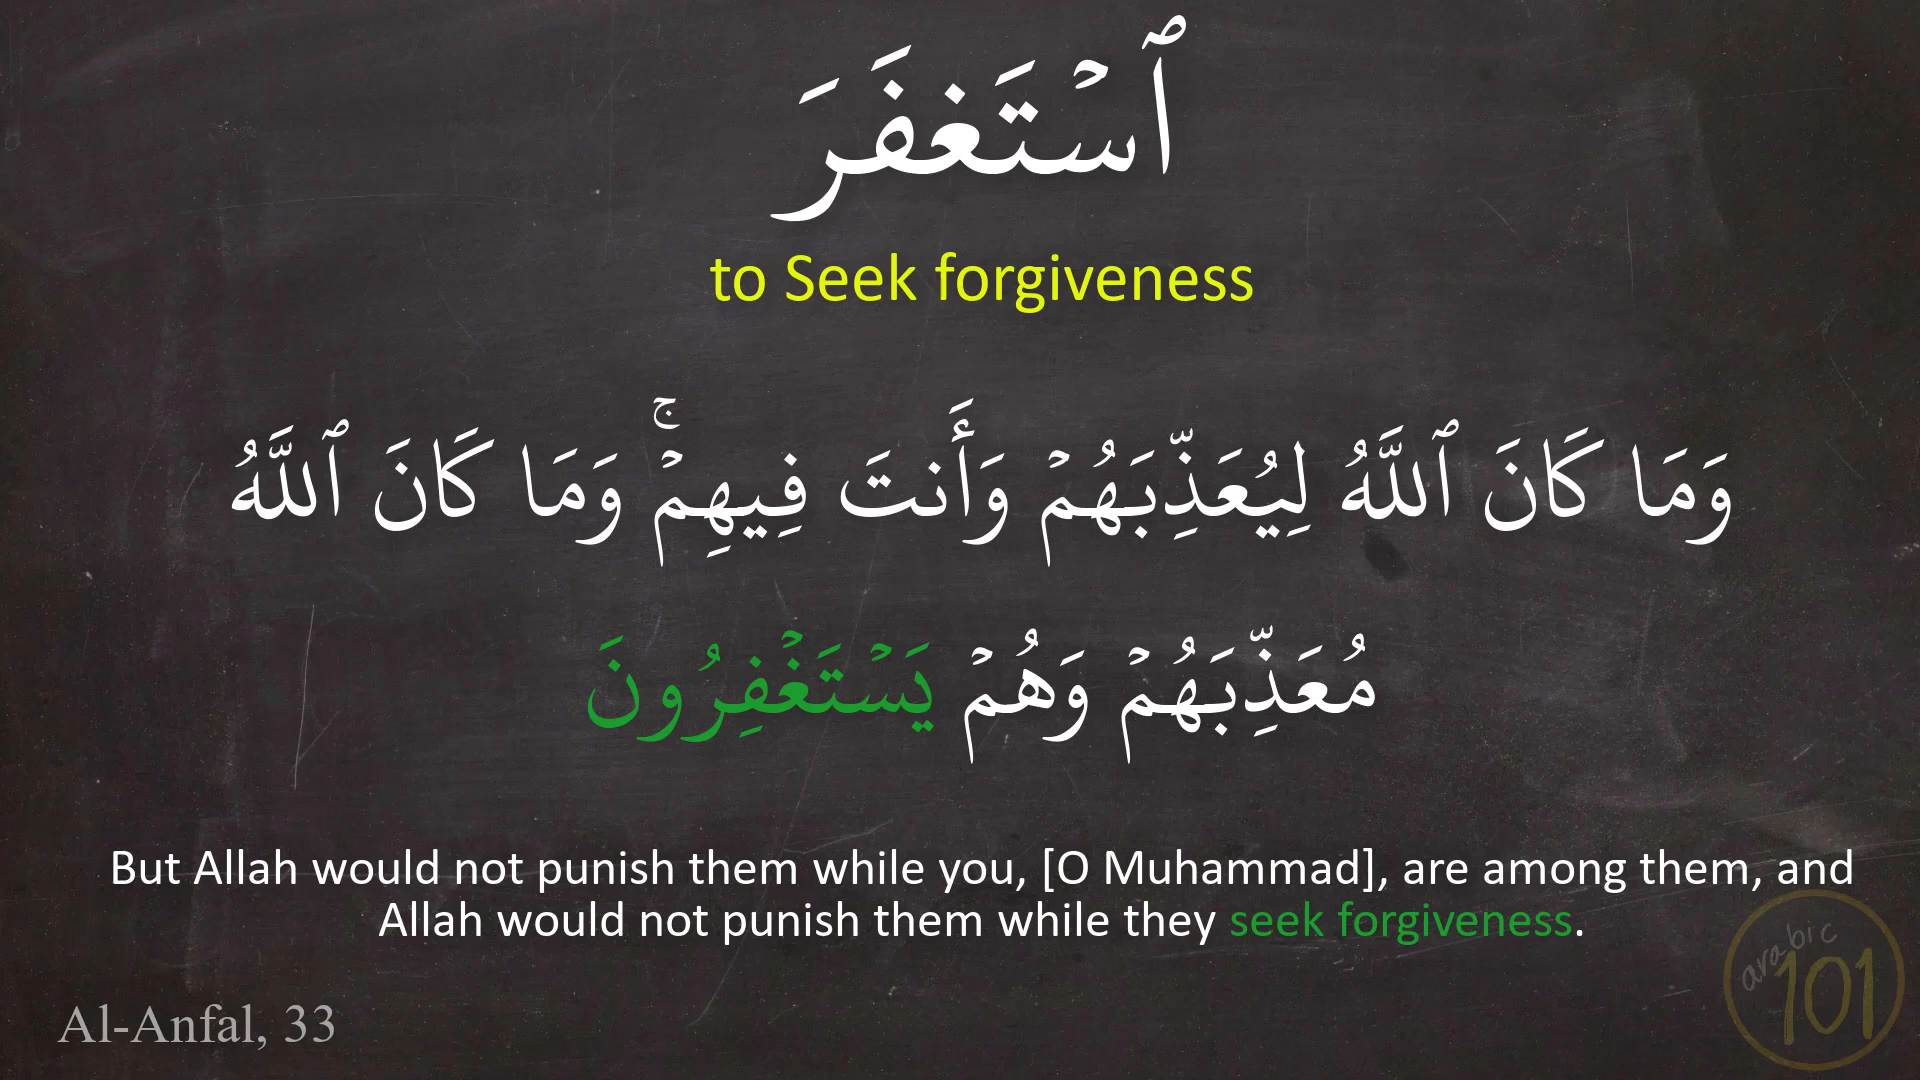 ٱسۡتَغفَرَ
to Seek forgiveness
وَمَا كَانَ ٱللَّهُ لِيُعَذِّبَهُمۡ وَأَنتَ فِيهِمۡۚ وَمَا كَانَ ٱللَّهُ
مُعَذِّبَهُمۡ وَهُمۡ يَسۡتَغۡفِرُونَ
But Allah would not punish them while you, [O Muhammad], are among them, and
Allah would not punish them while they seek forgiveness.
arabic
101
Al-Anfal, 33